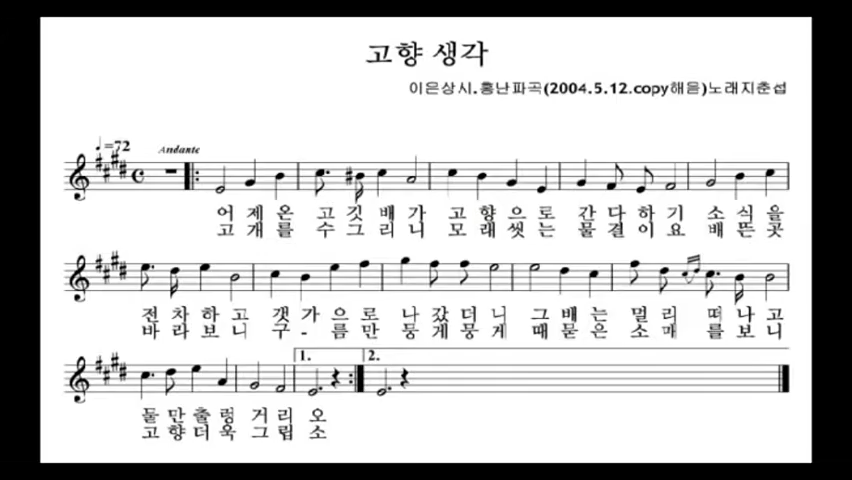 고향 생각
이은상시.홍난파곡(2004.5.12.copy해음)노래지춘섭
♩=72 Andante
어 제 온 고 깃 배 가 고 향 으 로 간 다 하 기 소 식 을
고 개 를 수 그 리 니 모 래 씻 는 물 결 이 요 배 뜬 곳
전 차 하 고 갯 가 으 로 나 갔 더 니 그 배 는 멀 리 떠 나 고
바 라 보 니 구 - 름 만 뭉 게 뭉 게 때 묻 은 소 매 를 보 니
1. 2.
둘 만 출 렁 거 리 오
고 향 더 욱 그 립 소